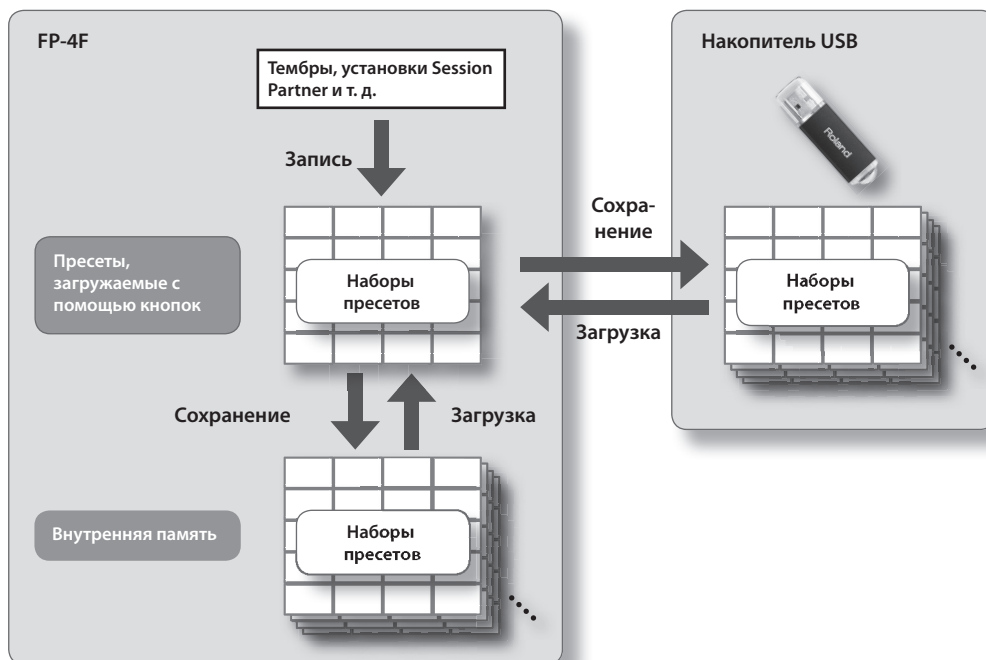 FP-4F
Тембры, установки Session
Partner и т. д.
Запись
Пресеты,
загружаемые с
помощью кнопок
Наборы
пресетов
Сохранение
Загрузка
Внутренняя память
Наборы
пресетов
Сохра-
нение
Загрузка
Накопитель USB
Roland
Наборы
пресетов